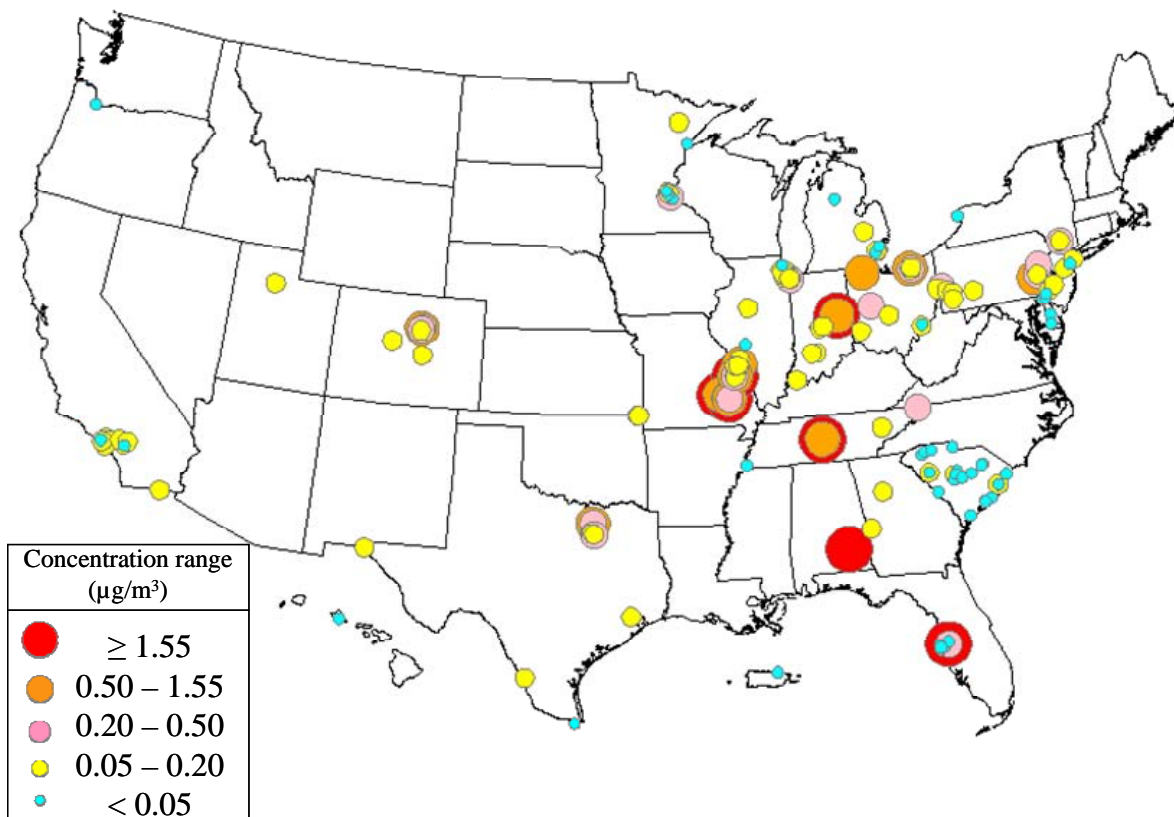 Concentration range
(µg/m³)
≥ 1.55
0.50 – 1.55
0.20 – 0.50
0.05 – 0.20
< 0.05